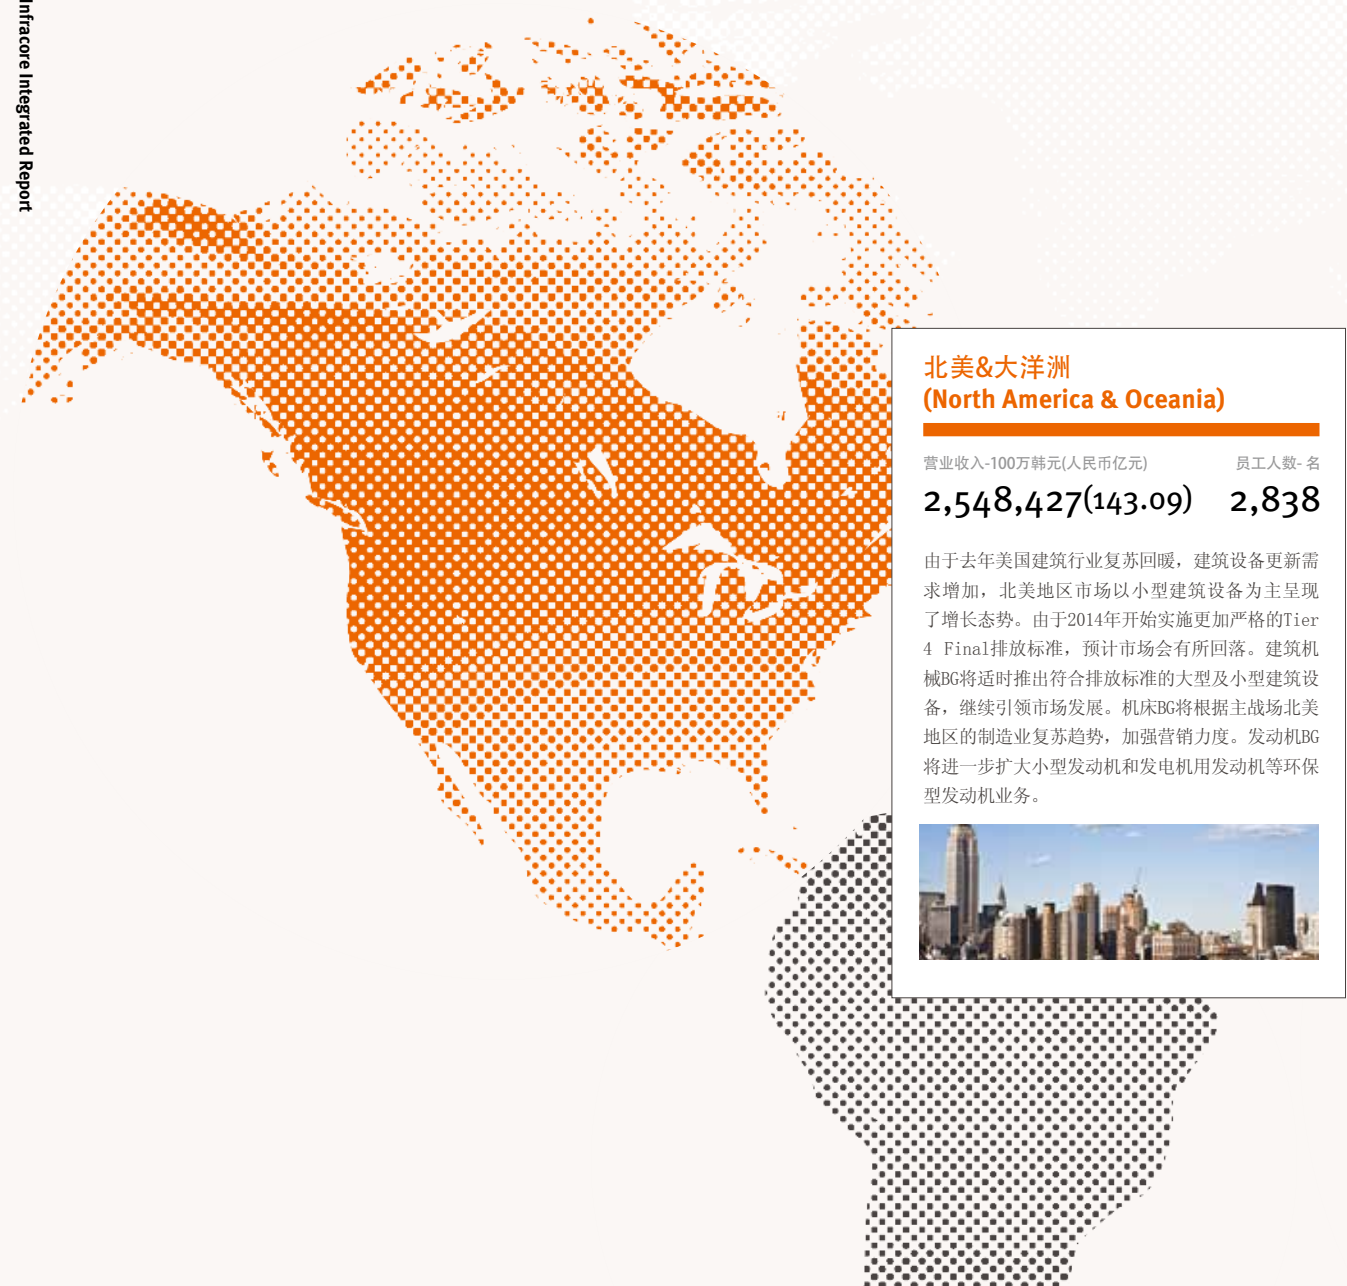 Infracore Integrated Report
北美&大洋洲
(North America & Oceania)
营业收入-100万韩元(人民币亿元) 员工人数- 名
2,548,427(143.09) 2,838
由于去年美国建筑行业复苏回暖，建筑设备更新需
求增加，北美地区市场以小型建筑设备为主呈现
了增长态势。由于2014年开始实施更加严格的Tier
4 Final排放标准，预计市场会有所回落。建筑机
械BG将适时推出符合排放标准的大型及小型建筑设
备，继续引领市场发展。机床BG将根据主战场北美
地区的制造业复苏趋势，加强营销力度。发动机BG
将进一步扩大小型发动机和发电机用发动机等环保
型发动机业务。